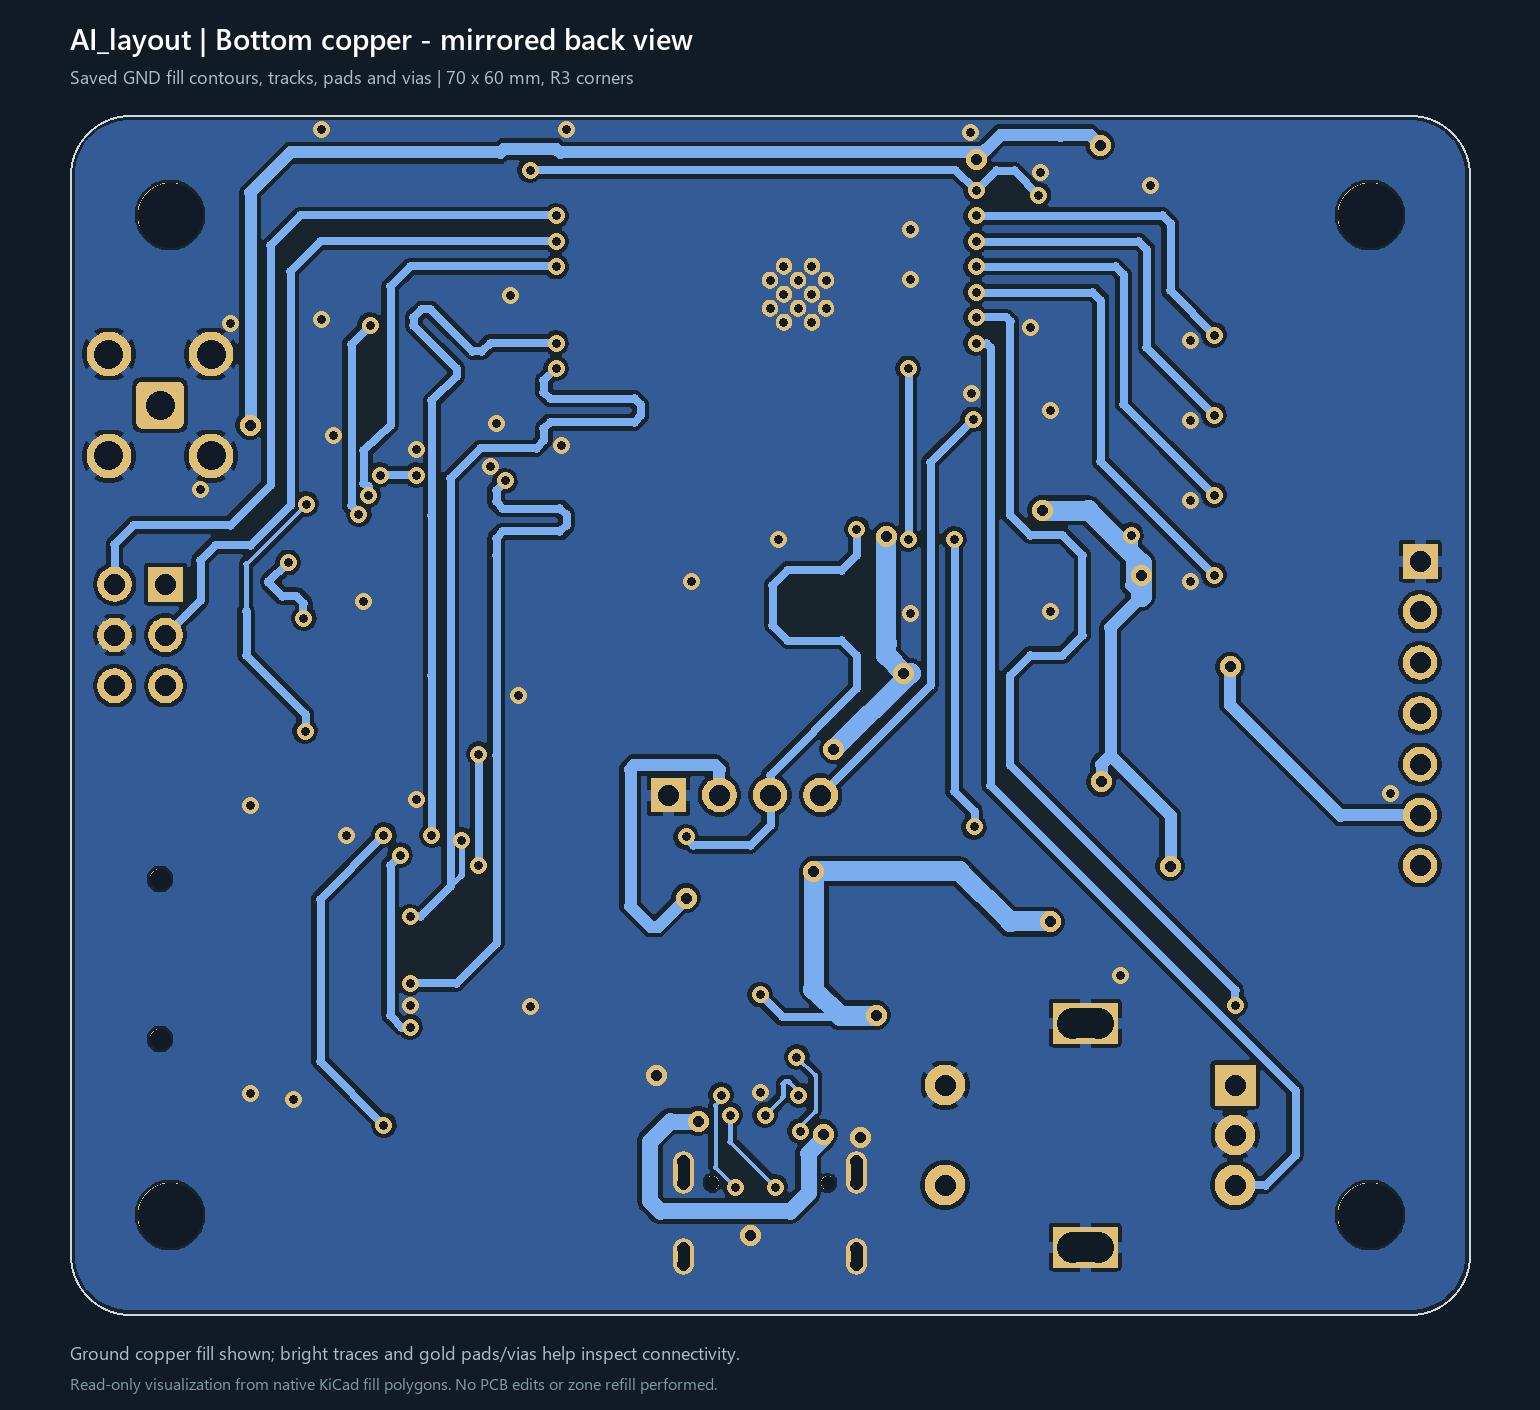 AI_layout | Bottom copper - mirrored back view
Saved GND fill contours, tracks, pads and vias | 70 x 60 mm, R3 corners
Ground copper fill shown; bright traces and gold pads/vias help inspect connectivity.
Read-only visualization from native KiCad fill polygons. No PCB edits or zone refill performed.